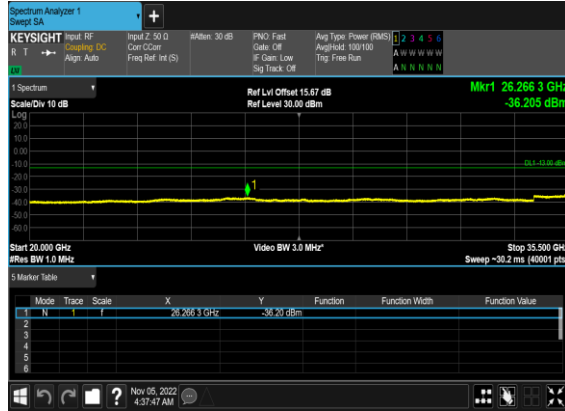 Spectrum Analyzer 1
Swept SA
+
KEYSIGHT Input: RF Input Z: 50 Ω #Atten: 30 dB PNO: Fast Avg Type: Power (RMS) 1 2 3 4 5 6
R T Coupling: DC Corr CCorr Gate: Off Avg|Hold: 100/100 A W W W W W
Align: Auto Freq Ref: Int (S) IF Gain: Low Trig: Free Run
LV Sig Track: Off A N N N N N
1 Spectrum Ref Lvl Offset 15.67 dB Mkr1 26.266 3 GHz
Scale/Div 10 dB Ref Level 30.00 dBm -36.205 dBm
Log
20.0
10.0
0.00
-10.0 DL1 -13.00 dBm
-20.0
-30.0 1
-40.0
-50.0
-60.0
Start 20.000 GHz Video BW 3.0 MHz* Stop 35.500 GHz
#Res BW 1.0 MHz Sweep ~30.2 ms (40001 pts
5 Marker Table
Mode Trace Scale X Y Function Function Width Function Value
1 N 1 f 26.266 3 GHz -36.20 dBm
2
3
4
5
6
? Nov 05, 2022
4:37:47 AM